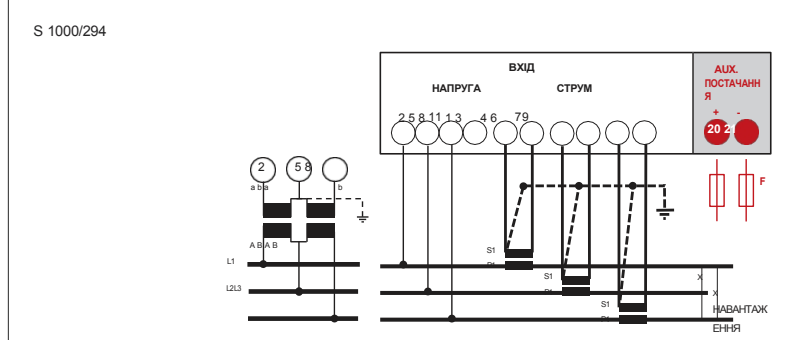 S 1000/294
ВХІД
НАПРУГА СТРУМ
AUX.
ПОСТАЧАНН
Я
+ -
2 5 8 11 1 3 4 6 7 9
20 21
2 5 8
a b a b
F
A B A B
S1
L1
S1
X
L2L3
X
S1
НАВАНТАЖ
ЕННЯ